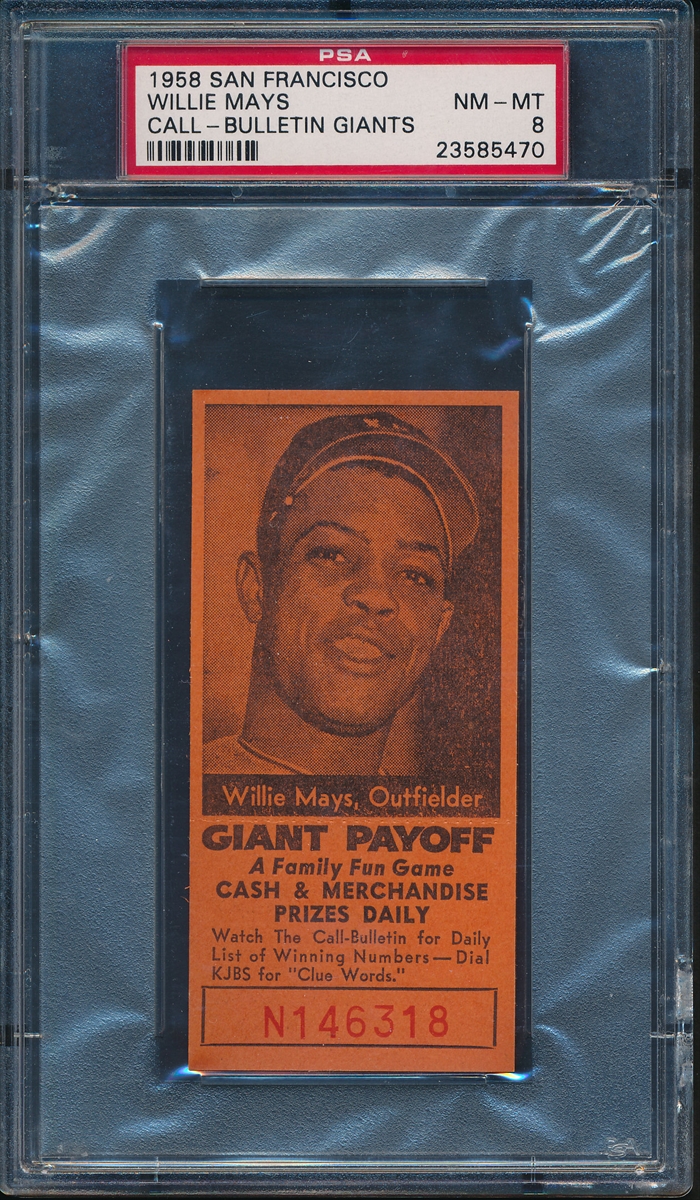 PSA
1958 SAN FRANCISCO
WILLIE MAYS NM - MT
CALL - BULLETIN GIANTS 8
23585470
Willie Mays, Outfielder
GIANT PAYOFF
A Family Fun Game
CASH & MERCHANDISE
PRIZES DAILY
Watch The Call-Bulletin for Daily
List of Winning Numbers—Dial
KJBS for "Clue Words."
N146318